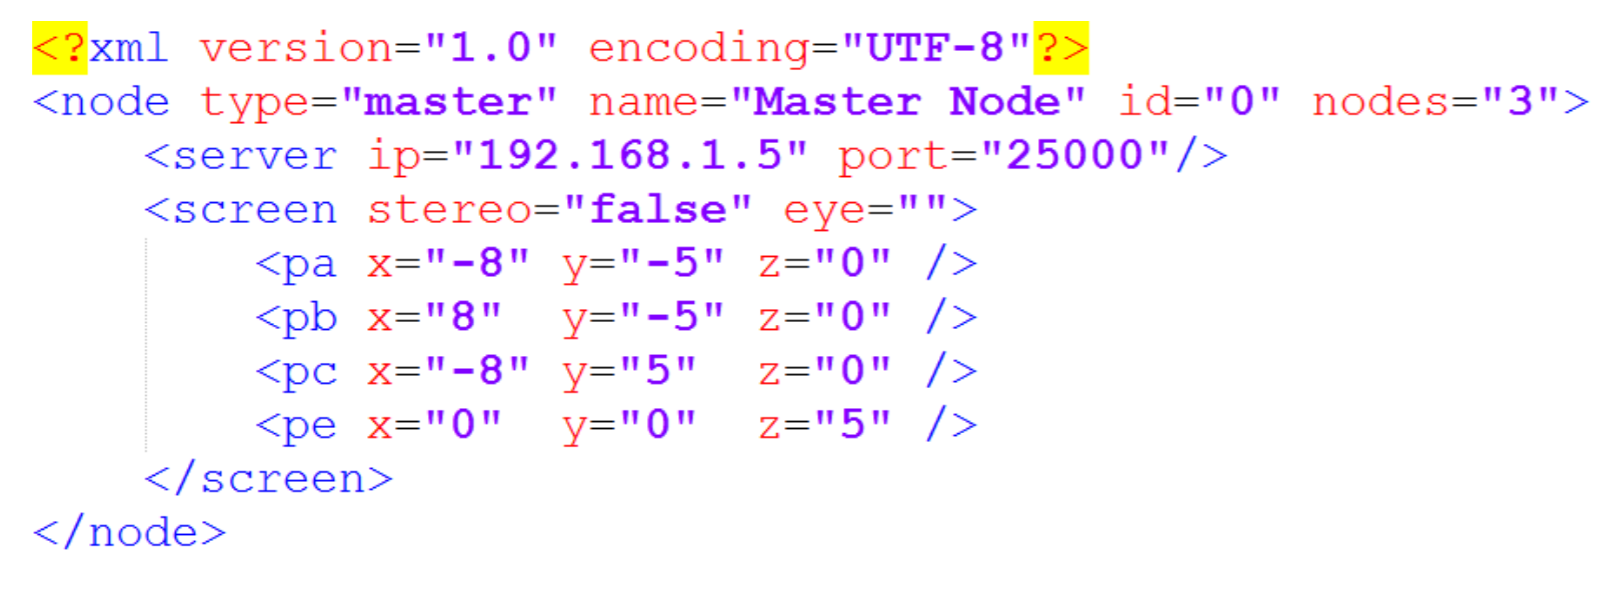 <?xml version="1.0" encoding="UTF-8"?>
<node type="master" name="Master Node" id="0" nodes="3">
    <server ip="192.168.1.5" port="25000"/>
    <screen stereo="false" eye="">
        <pa x="-8" y="-5" z="0" />
        <pb x="8"  y="-5" z="0" />
        <pc x="-8" y="5"  z="0" />
        <pe x="0"  y="0"  z="5" />
    </screen>
</node>